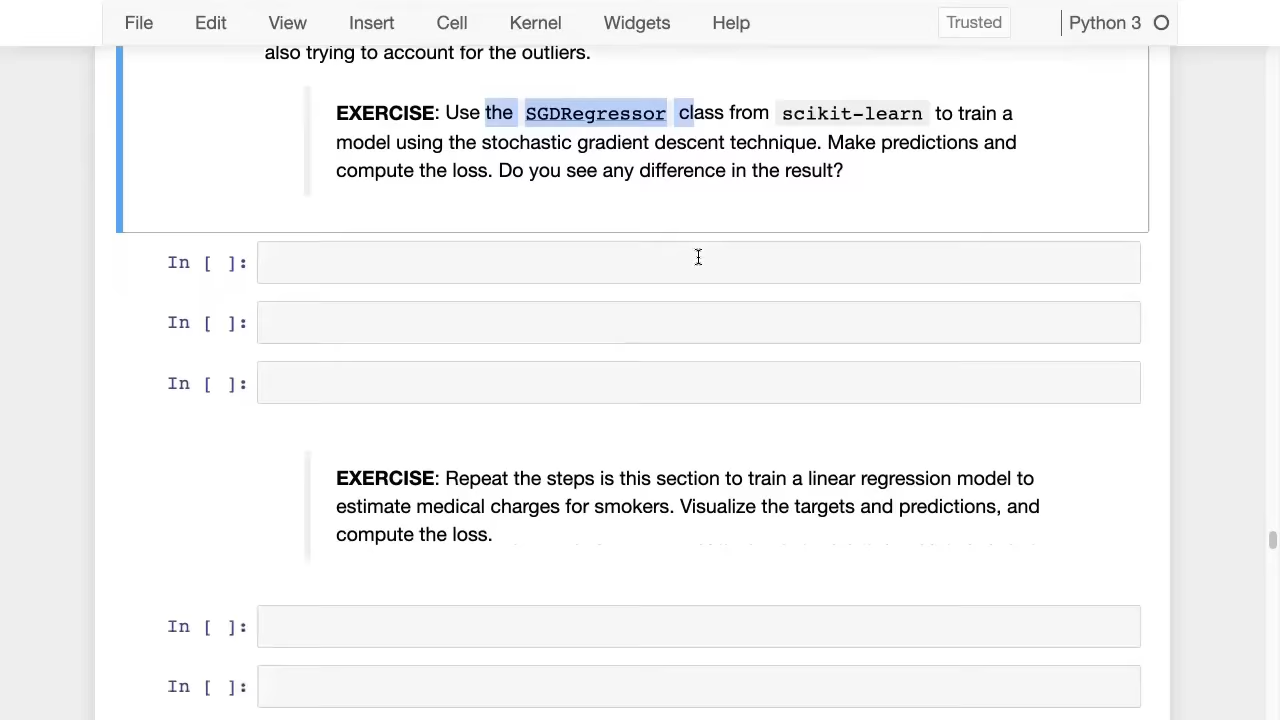 File Edit View Insert Cell Kernel Widgets Help Trusted Python 3
also trying to account for the outliers.
EXERCISE: Use the SGDRegressor class from scikit-learn to train a
model using the stochastic gradient descent technique. Make predictions and
compute the loss. Do you see any difference in the result?
In [ ]:
In [ ]:
In [ ]:
EXERCISE: Repeat the steps is this section to train a linear regression model to
estimate medical charges for smokers. Visualize the targets and predictions, and
compute the loss.
In [ ]:
In [ ]: